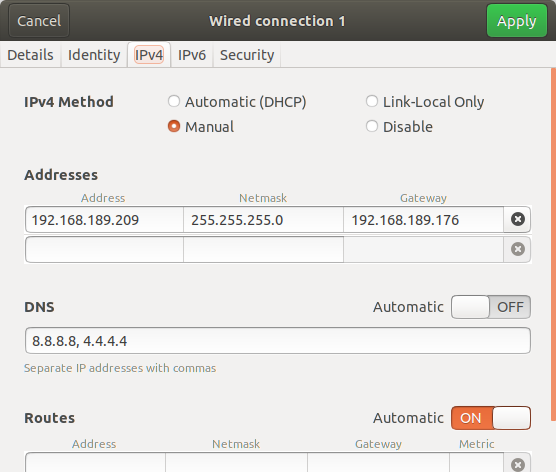 Cancel Wired connection 1 Apply
Details Identity IPv4 IPv6 Security
IPv4 Method Automatic (DHCP) Link-Local Only
Manual Disable
Addresses
Address Netmask Gateway
192.168.189.209 255.255.255.0 192.168.189.176
DNS Automatic OFF
8.8.8.8, 4.4.4.4
Separate IP addresses with commas
Routes Automatic ON
Address Netmask Gateway Metric